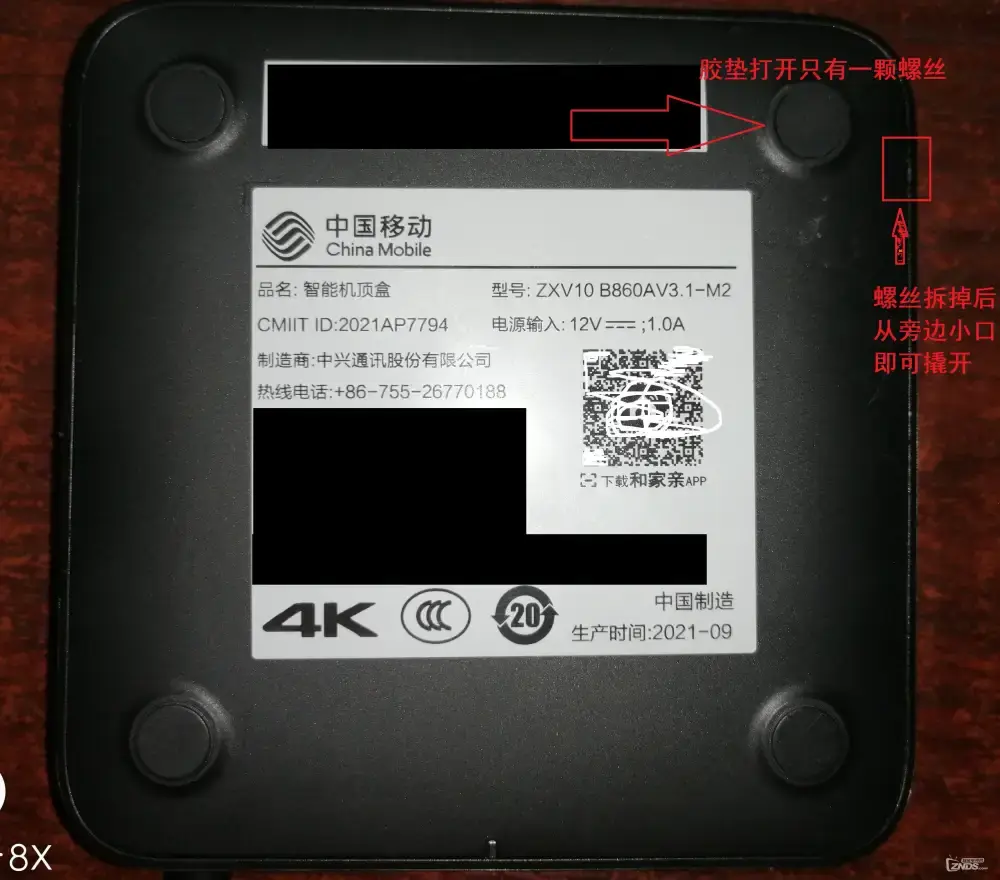 胶垫打开只有一颗螺丝
中国移动
China Mobile
品名: 智能机顶盒
型号: ZXV10 B860AV3.1-M2
CMIIT ID:2021AP7794
电源输入: 12V⎓;1.0A
制造商:中兴通讯股份有限公司
热线电话:+86-755-26770188
螺丝拆掉后
从旁边小口
即可撬开
下载和家亲APP
4K
CCC
20
中国制造
生产时间:2021-09
8X
ZNDS.com